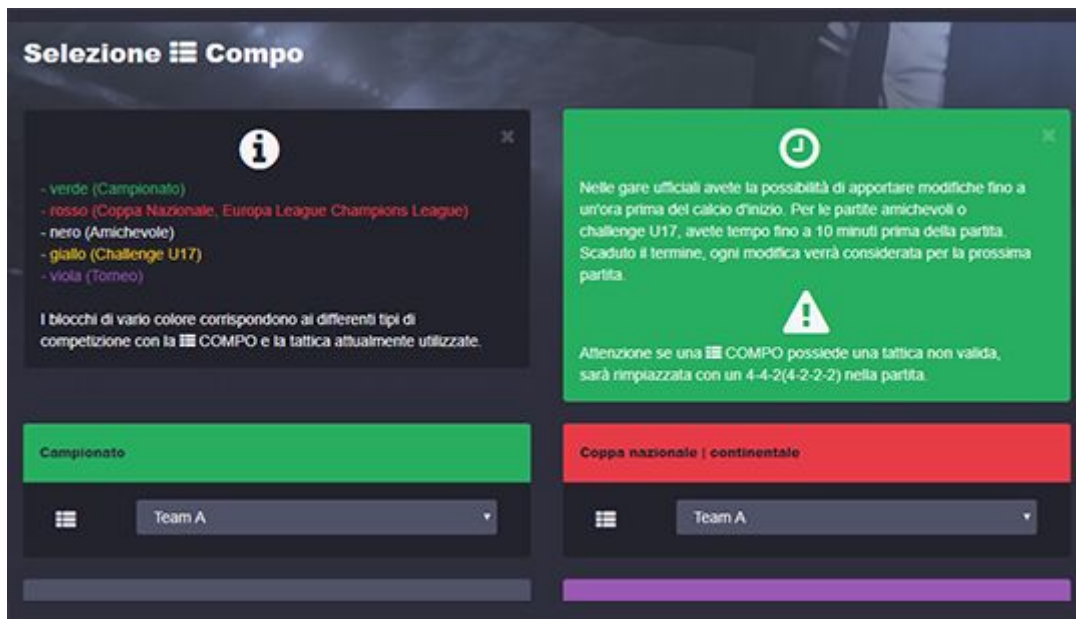 Selezione Compo
- verde (Campionato)
- rosso (Coppa Nazionale, Europa League Champions League)
- nero (Amichevole)
- giallo (Challenge U17)
- viola (Torneo)
I blocchi di vario colore corrispondono ai differenti tipi di
competizione con la COMPO e la tattica attualmente utilizzate.
Nelle gare ufficiali avete la possibilità di apportare modifiche fino a
un'ora prima del calcio d'inizio. Per le partite amichevoli o
challenge U17, avete tempo fino a 10 minuti prima della partita.
Scaduto il termine, ogni modifica verrà considerata per la prossima
partita.
Attenzione se una COMPO possiede una tattica non valida,
sarà rimpiazzata con un 4-4-2(4-2-2-2) nella partita.
Campionato
Team A
Coppa nazionale | continentale
Team A